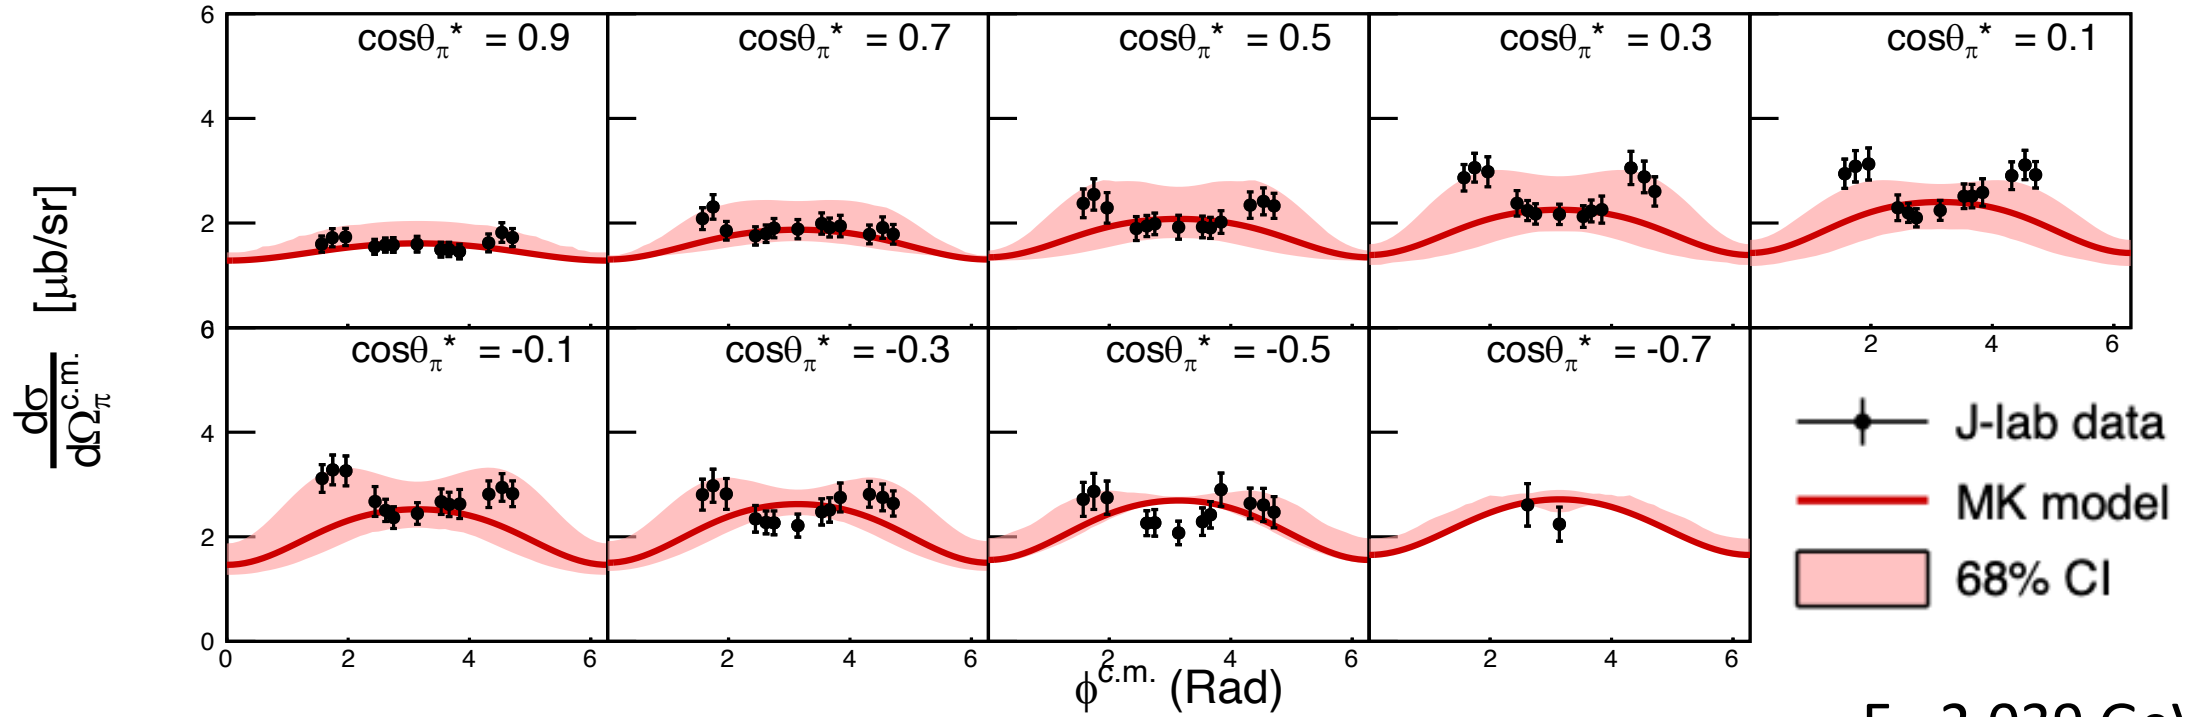 6
cosθπ* = 0.9
cosθπ* = 0.7
cosθπ* = 0.5
cosθπ* = 0.3
cosθπ* = 0.1
4
2
0
2 4 6
6
cosθπ* = -0.1
cosθπ* = -0.3
cosθπ* = -0.5
cosθπ* = -0.7
4
2
0
0 2 4 6 2 4 6 2 4 6 2 4 6
dσ
dΩπ^c.m.
[μb/sr]
ϕ^c.m. (Rad)
J-lab data
MK model
68% CI